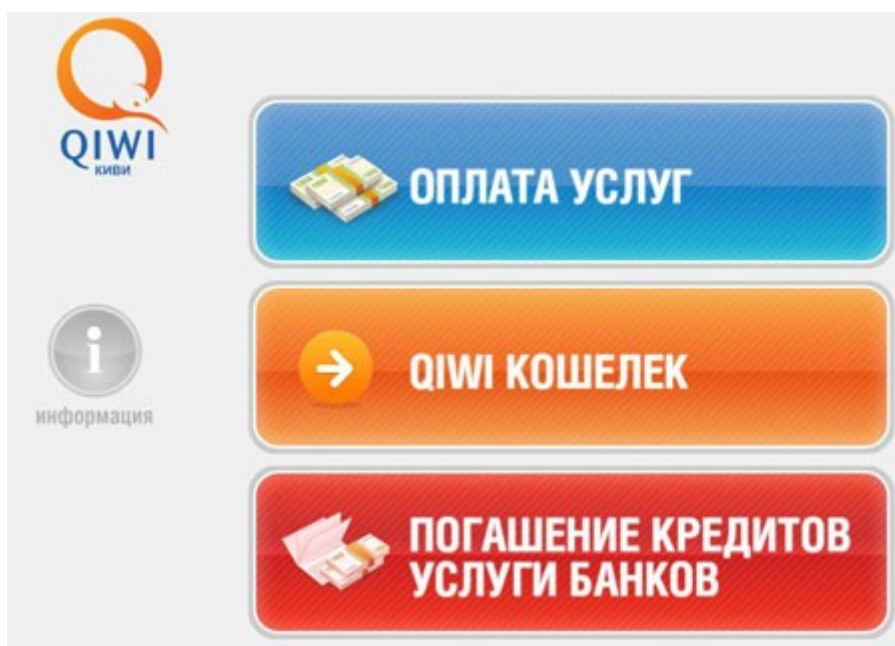 QIWI
КИВИ
ОПЛАТА УСЛУГ
QIWI КОШЕЛЕК
информация
ПОГАШЕНИЕ КРЕДИТОВ
УСЛУГИ БАНКОВ